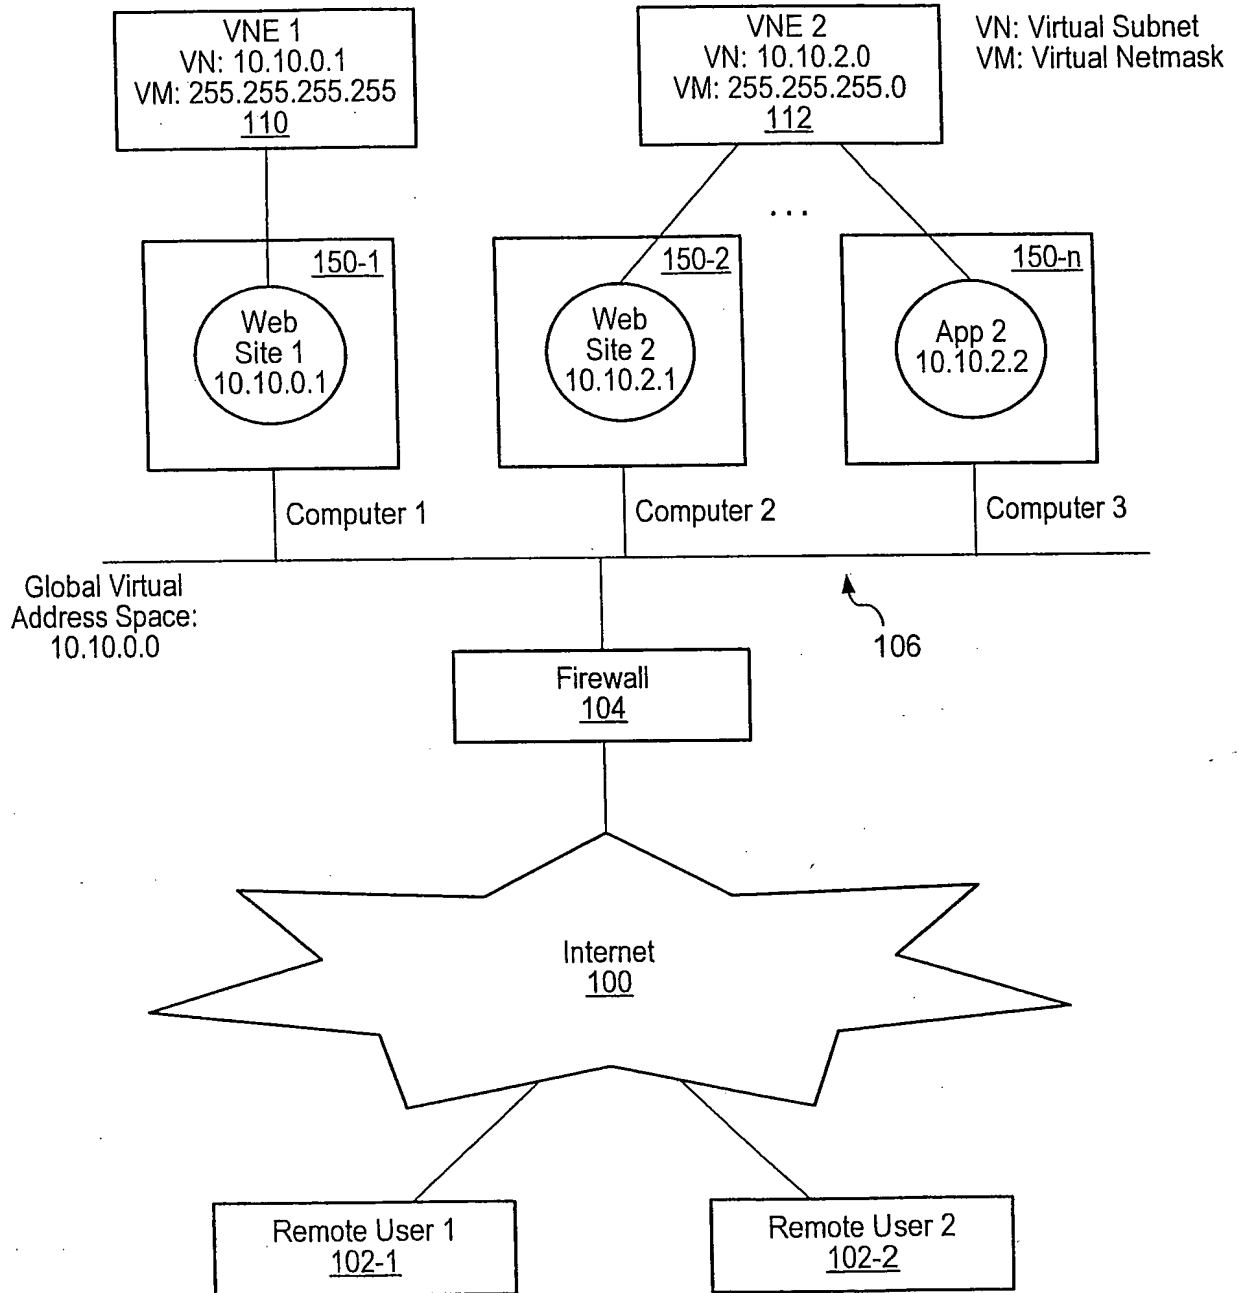 VNE 1
VN: 10.10.0.1
VM: 255.255.255.255
110
VNE 2
VN: 10.10.2.0
VM: 255.255.255.0
112
VN: Virtual Subnet
VM: Virtual Netmask
...
150-1
Web
Site 1
10.10.0.1
150-2
Web
Site 2
10.10.2.1
150-n
App 2
10.10.2.2
Computer 1
Computer 2
Computer 3
Global Virtual
Address Space:
10.10.0.0
106
Firewall
104
Internet
100
Remote User 1
102-1
Remote User 2
102-2